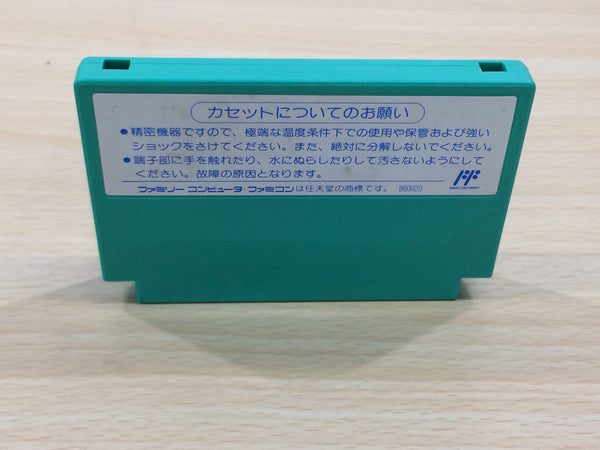 カセットについてのお願い
●精密機器ですので、極端な温度条件下での使用や保管および強い
ショックをさけてください。また、絶対に分解しないでください。
●端子部に手を触れたり、水にぬらしたりして汚さないようにして
ください。故障の原因となります。
ファミリー コンピュータ・ファミコンは任天堂の商標です。 880920